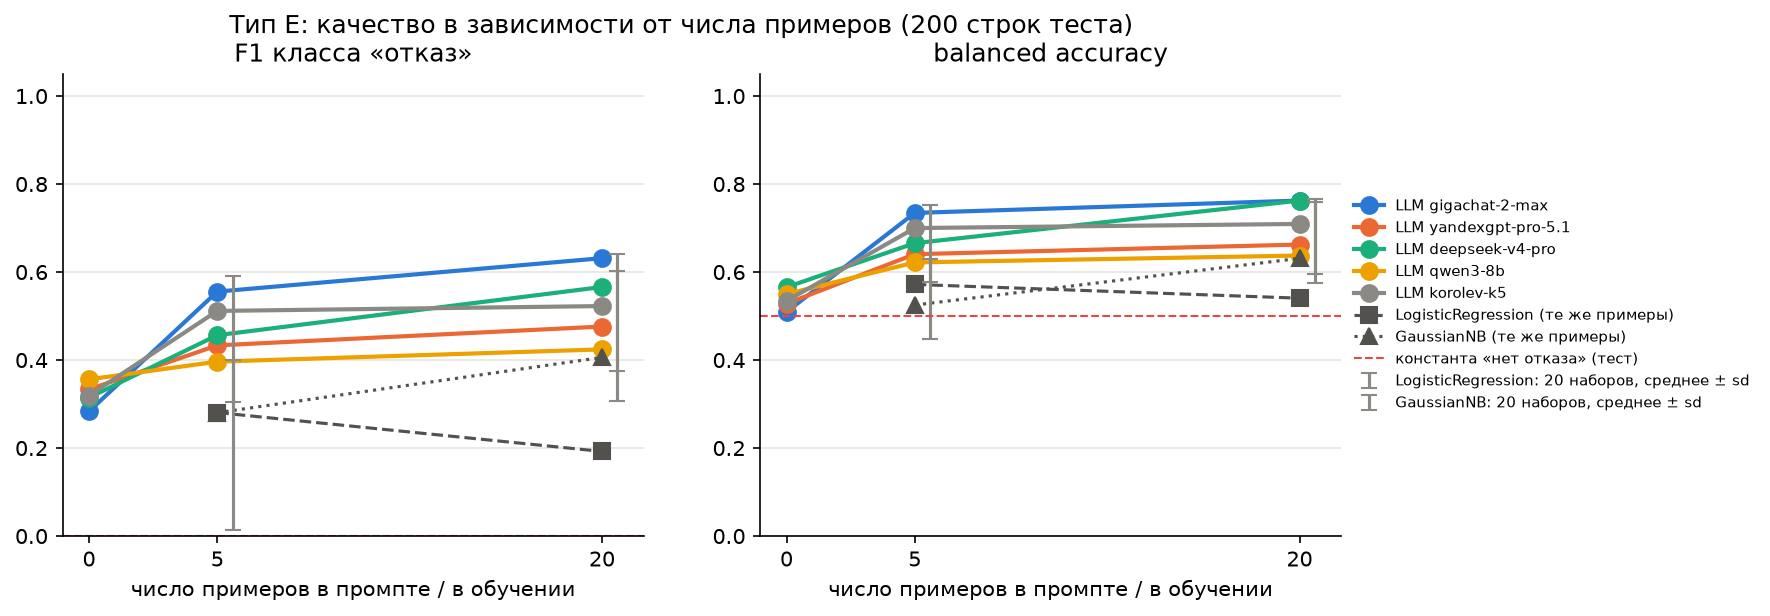 Тип E: качество в зависимости от числа примеров (200 строк теста)
F1 класса «отказ»
1.0
0.8
0.6
0.4
0.2
0.0
0
5
20
число примеров в промпте / в обучении
balanced accuracy
1.0
0.8
0.6
0.4
0.2
0.0
0
5
20
число примеров в промпте / в обучении
LLM gigachat-2-max
LLM yandexgpt-pro-5.1
LLM deepseek-v4-pro
LLM qwen3-8b
LLM korolev-k5
LogisticRegression (те же примеры)
GaussianNB (те же примеры)
константа «нет отказа» (тест)
LogisticRegression: 20 наборов, среднее ± sd
GaussianNB: 20 наборов, среднее ± sd